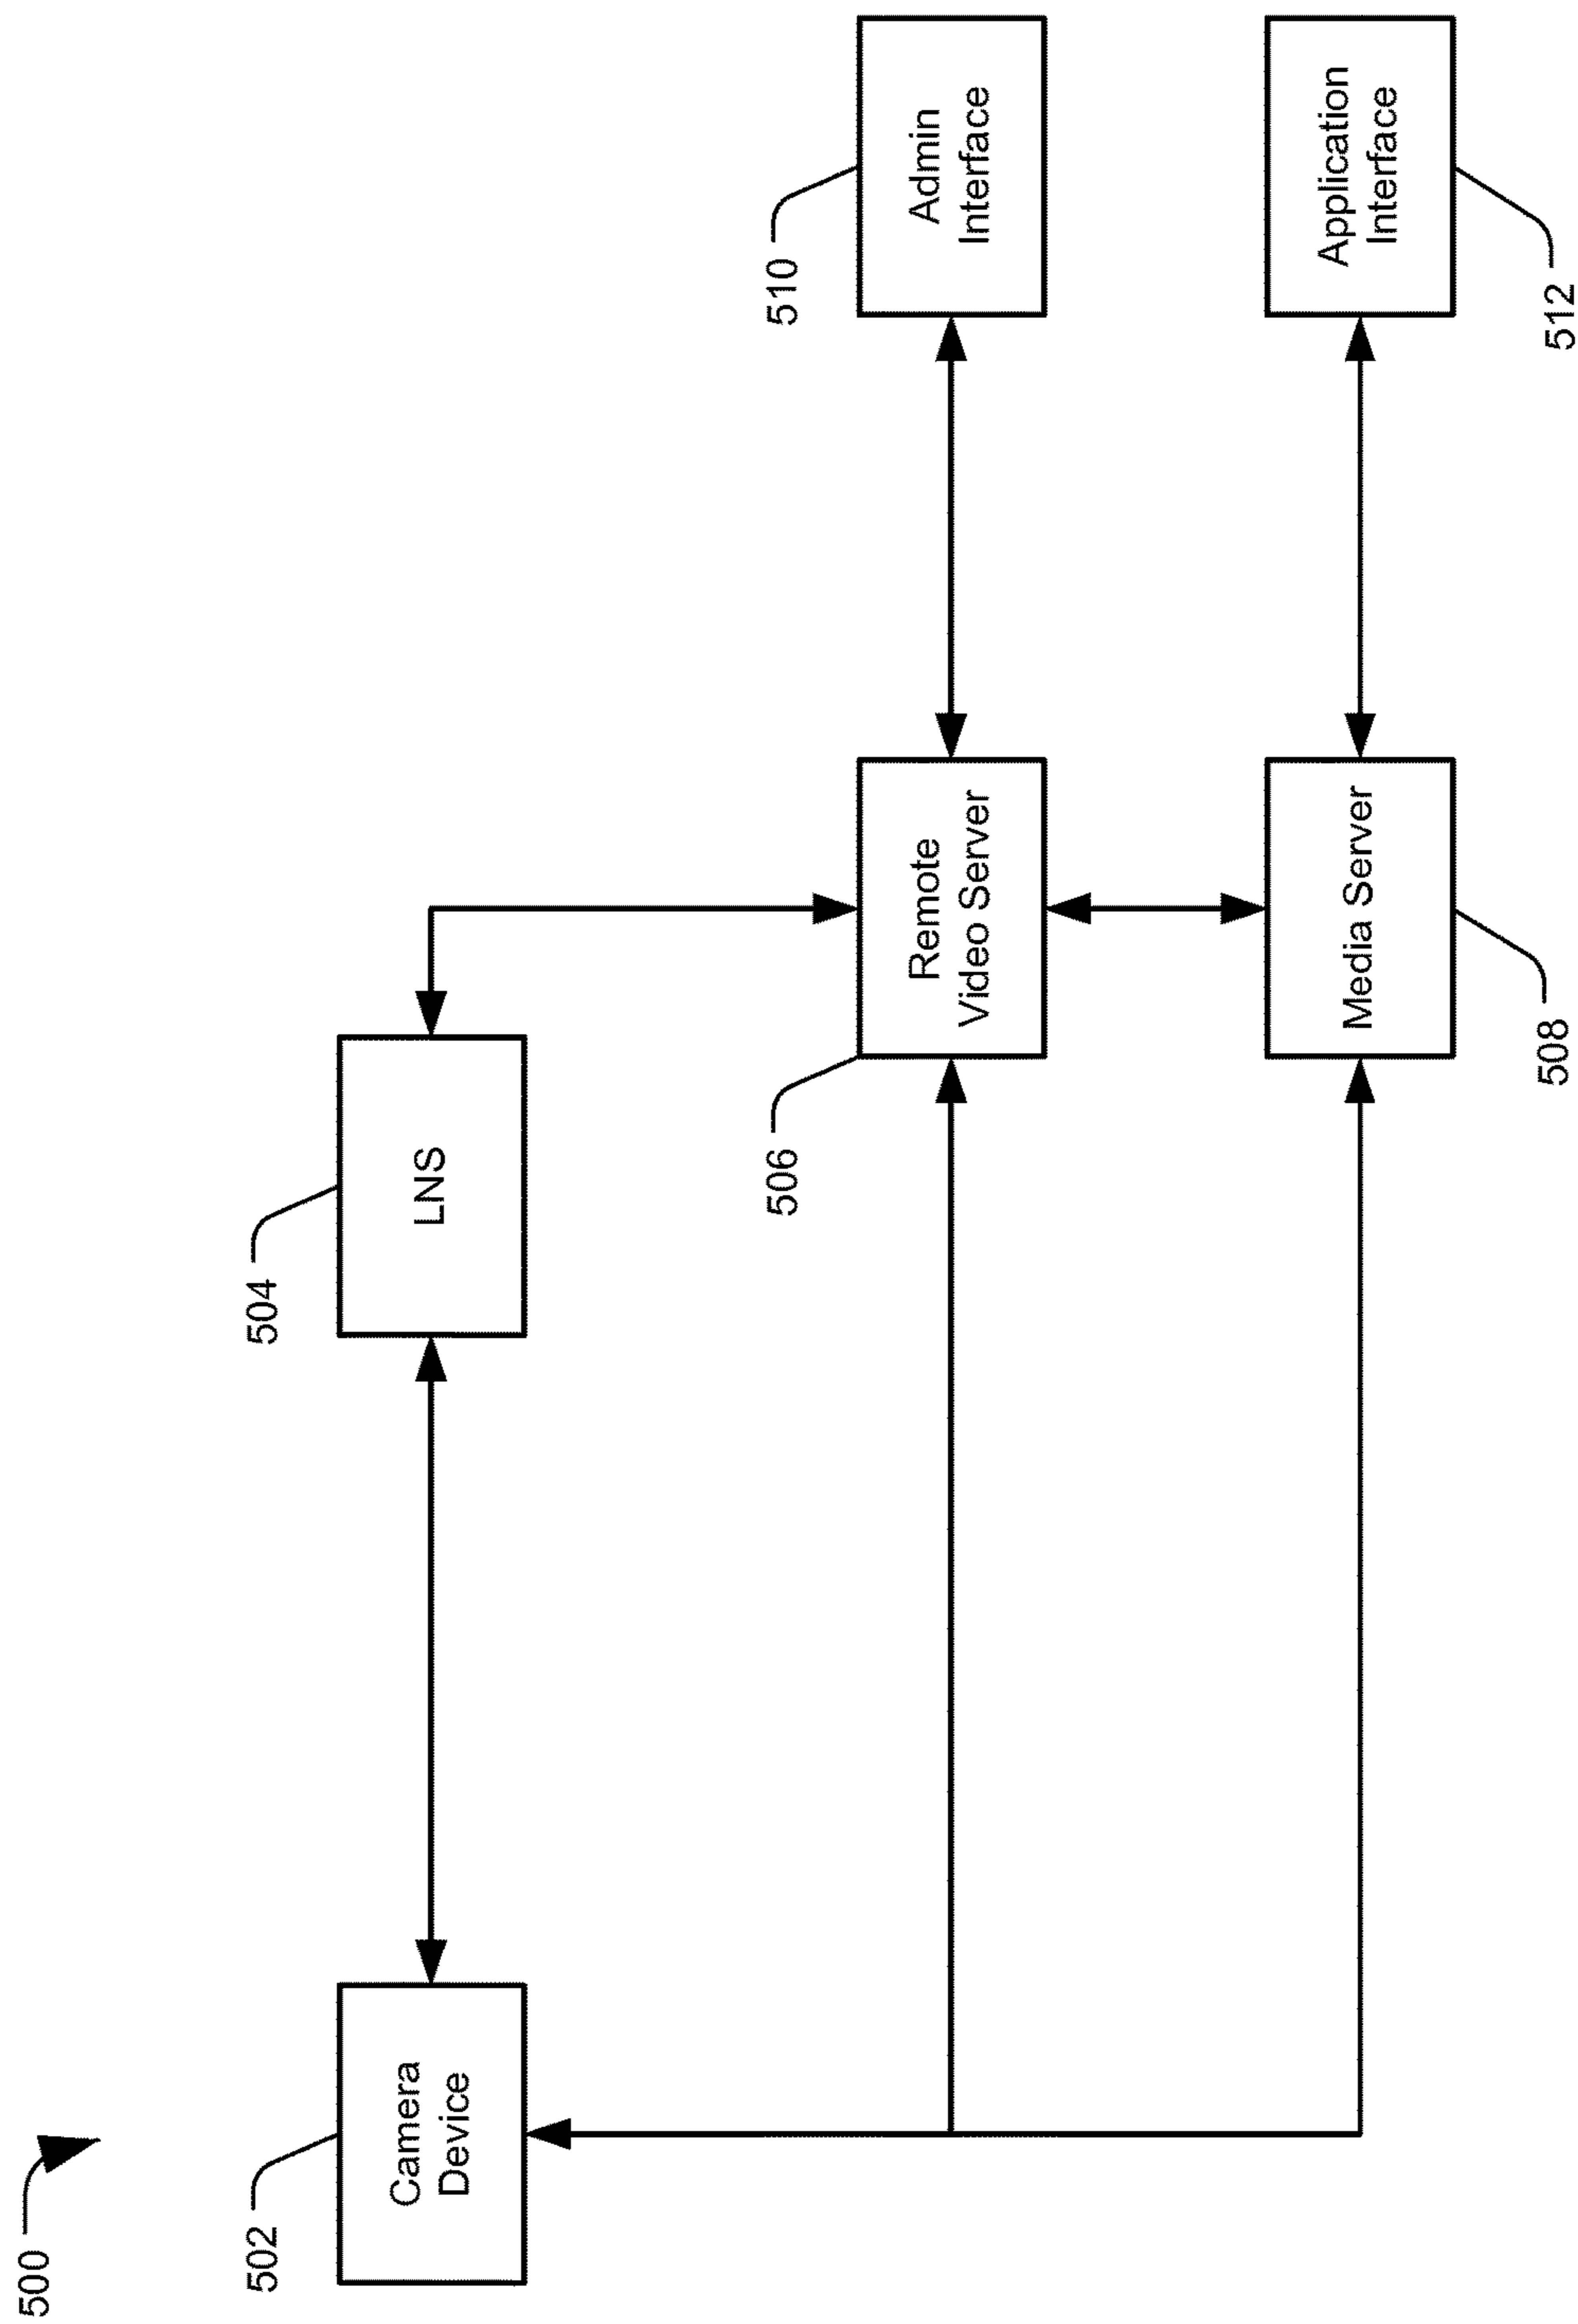 500
502
Camera
Device
504
LNS
506
Remote
Video Server
510
Admin
Interface
508
Media Server
512
Application
Interface